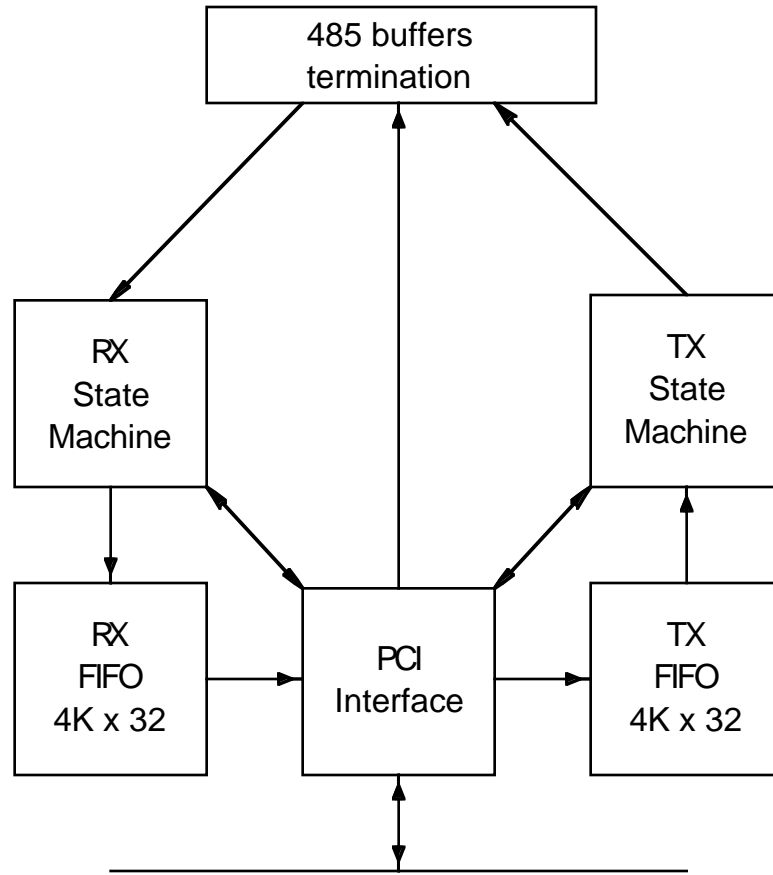 485 buffers
termination
RX
State
Machine
TX
State
Machine
RX
FIFO
4K x 32
PCI
Interface
TX
FIFO
4K x 32